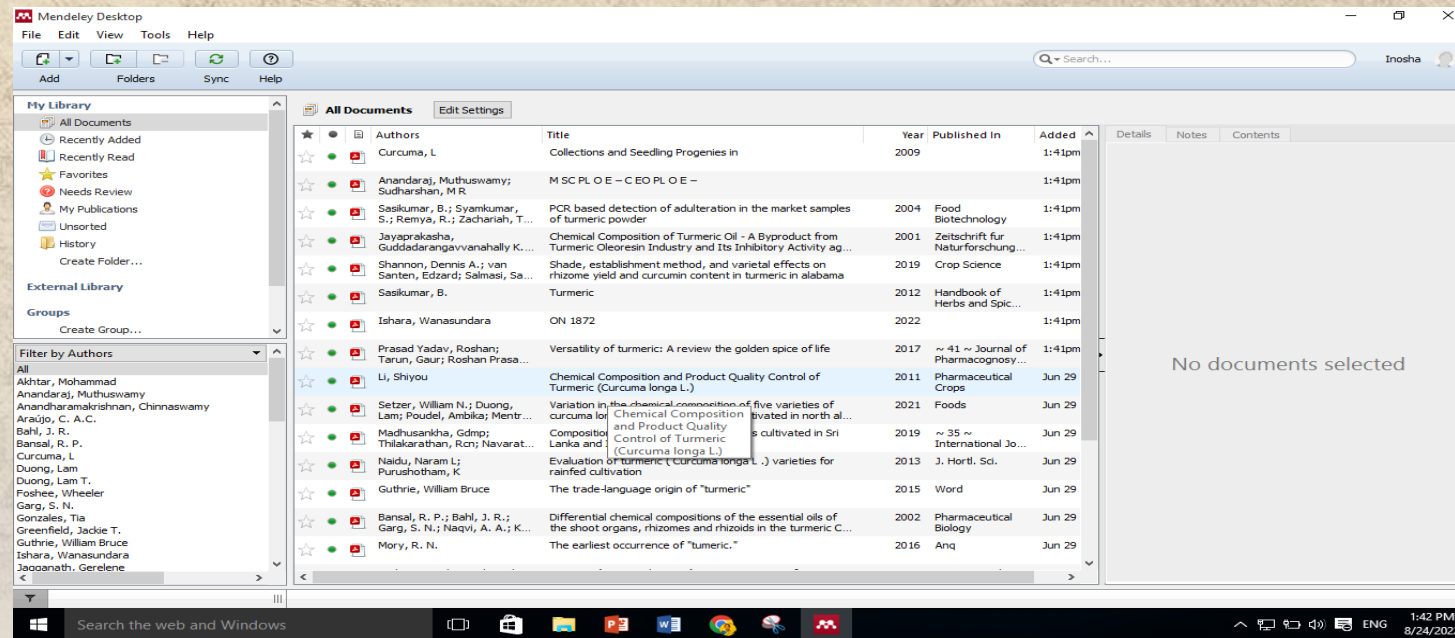 Mendeley Desktop
File Edit View Tools Help
Search...
Inosha
Add Folders Sync Help
My Library
All Documents
Recently Added
Recently Read
Favorites
Needs Review
My Publications
Unsorted
History
Create Folder...
External Library
Groups
Create Group...
Filter by Authors
All
Akhtar, Mohammad
Anandaraj, Muthuswamy
Anandharamakrishnan, Chinnaswamy
Araújo, C. A.C.
Bahl, J. R.
Bansal, R. P.
Curcuma, L
Duong, Lam
Duong, Lam T.
Foshee, Wheeler
Garg, S. N.
Gonzales, Tia
Greenfield, Jackie T.
Guthrie, William Bruce
Ishara, Wanasundara
Jagganath, Gerelene
All Documents Edit Settings
Authors Title Year Published In Added
Curcuma, L Collections and Seedling Progenies in 2009 1:41pm
Anandaraj, Muthuswamy; M SC PL O E – C EO PL O E – 1:41pm
Sudharshan, M R
Sasikumar, B.; Syamkumar, PCR based detection of adulteration in the market samples 2004 Food 1:41pm
S.; Remya, R.; Zachariah, T... of turmeric powder Biotechnology
Jayaprakasha, Chemical Composition of Turmeric Oil - A Byproduct from 2001 Zeitschrift fur 1:41pm
Guddadarangavvanahally K.... Turmeric Oleoresin Industry and Its Inhibitory Activity ag... Naturforschung...
Shannon, Dennis A.; van Shade, establishment method, and varietal effects on 2019 Crop Science 1:41pm
Santen, Edzard; Salmasi, Sa... rhizome yield and curcumin content in turmeric in alabama
Sasikumar, B. Turmeric 2012 Handbook of 1:41pm
Herbs and Spic...
Ishara, Wanasundara ON 1872 2022 1:41pm
Prasad Yadav, Roshan; Versatility of turmeric: A review the golden spice of life 2017 ~ 41 ~ Journal of 1:41pm
Tarun, Gaur; Roshan Prasa... Pharmacognosy...
Li, Shiyou Chemical Composition and Product Quality Control of 2011 Pharmaceutical Jun 29
Turmeric (Curcuma longa L.) Crops
Setzer, William N.; Duong, Variation in the chemical composition of five varieties of 2021 Foods Jun 29
Lam; Poudel, Ambika; Mentr... curcuma lon tivated in north al...
Madhusankha, Gdmp; Composition s cultivated in Sri 2019 ~ 35 ~ Jun 29
Thilakarathan, Rcn; Navarat... Lanka and International Jo...
Naidu, Naram L; Evaluation of turmeric ( Curcuma longa L .) varieties for 2013 J. Hortl. Sci. Jun 29
Purushotham, K rainfed cultivation
Guthrie, William Bruce The trade-language origin of "turmeric" 2015 Word Jun 29
Bansal, R. P.; Bahl, J. R.; Differential chemical compositions of the essential oils of 2002 Pharmaceutical Jun 29
Garg, S. N.; Naqvi, A. A.; K... the shoot organs, rhizomes and rhizoids in the turmeric C... Biology
Mory, R. N. The earliest occurrence of "tumeric." 2016 Anq Jun 29
Chemical Composition
and Product Quality
Control of Turmeric
(Curcuma longa L.)
Details Notes Contents
No documents selected
Search the web and Windows
ENG
1:42 PM
8/24/202